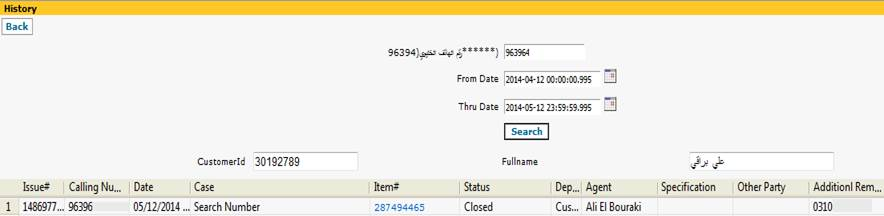 History
Back
(******رقم الهاتف الخليوي)96394 963964
From Date 2014-04-12 00:00:00.995
Thru Date 2014-05-12 23:59:59.995
Search
CustomerId 30192789 Fullname علي براقي
Issue# Calling Nu... Date Case Item# Status Dep... Agent Specification Other Party Additionl Rem...
1 1486977... 96396 05/12/2014 ... Search Number 287494465 Closed Cus... Ali El Bouraki 0310